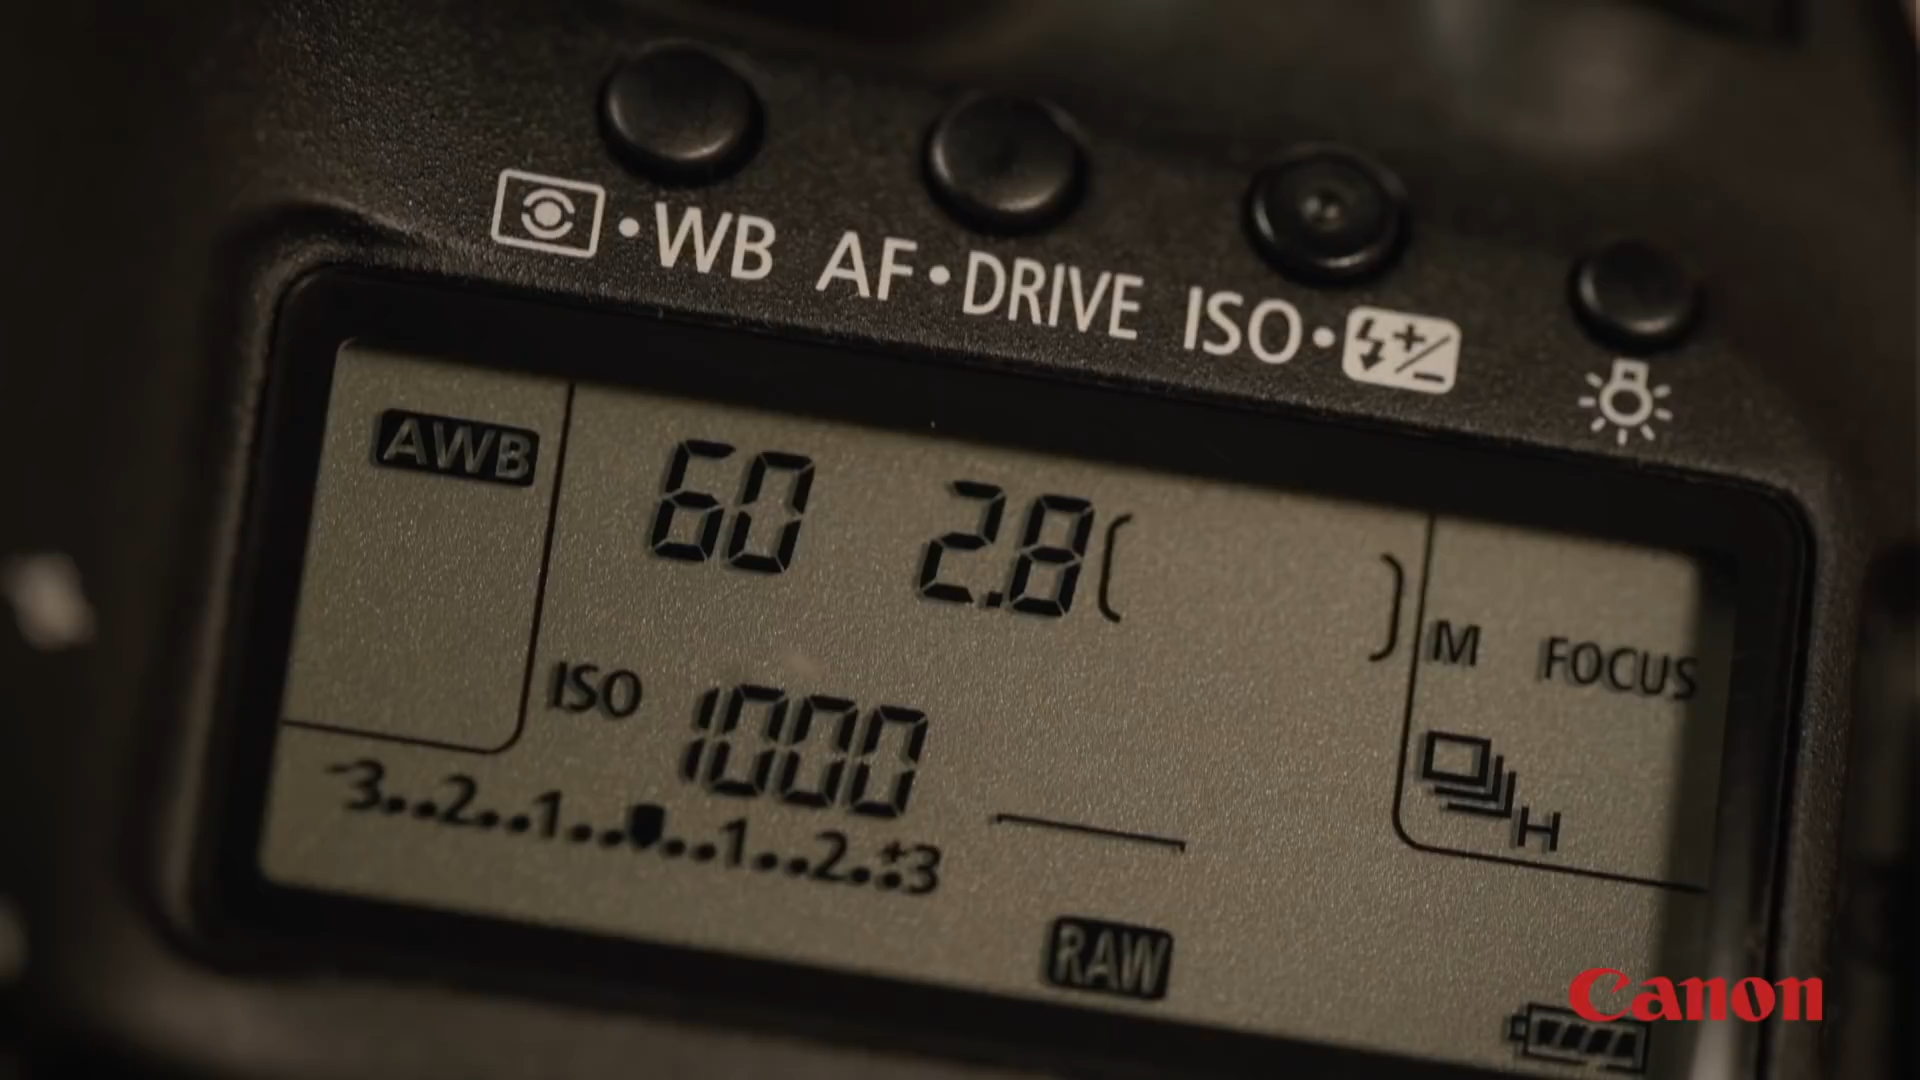 WB AF•DRIVE ISO•
AWB
60 2.8 ( )
M FOCUS
ISO 1000
H
-3..2..1..▮..1..2..+3
RAW
Canon